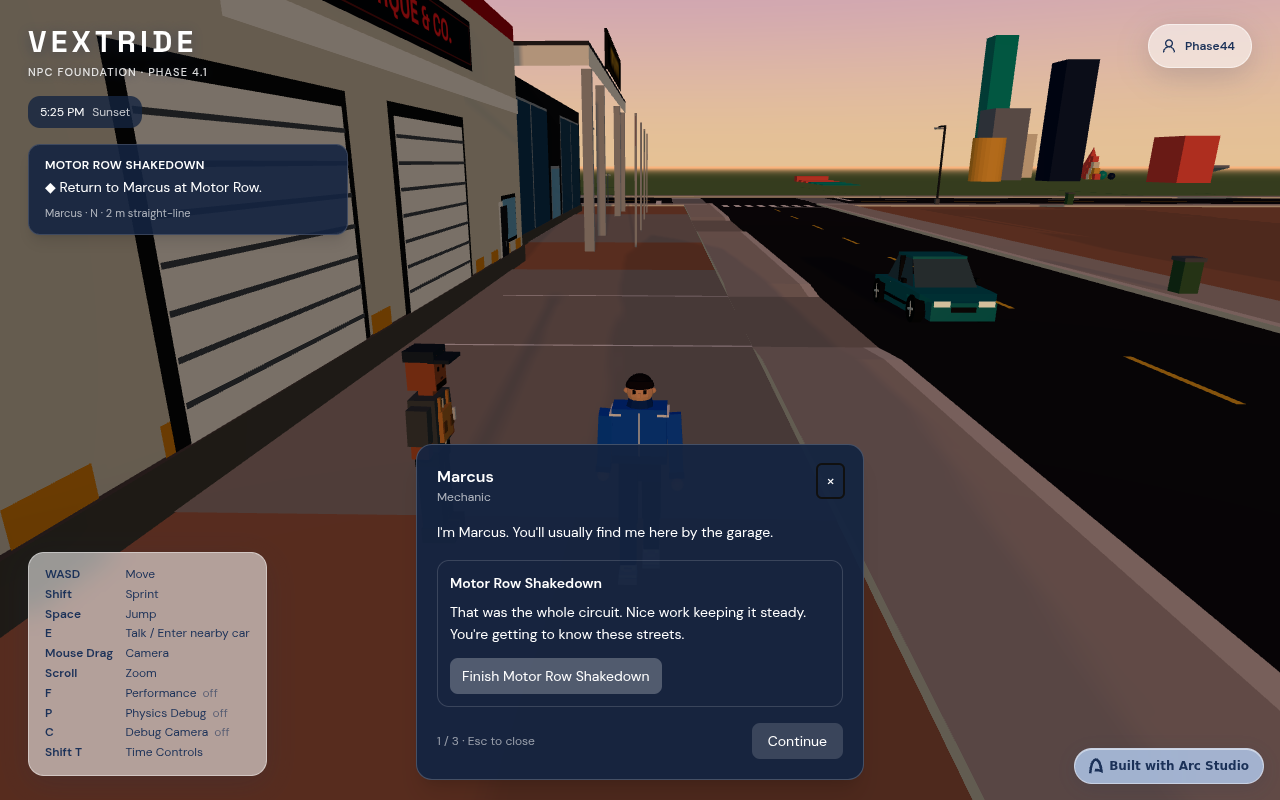 VEXTRIDE
NPC FOUNDATION · PHASE 4.1
5:25 PM Sunset
MOTOR ROW SHAKEDOWN
◆ Return to Marcus at Motor Row.
Marcus · N · 2 m straight-line
& CO.
Phase44
Marcus
Mechanic
×
I'm Marcus. You'll usually find me here by the garage.
Motor Row Shakedown
That was the whole circuit. Nice work keeping it steady.
You're getting to know these streets.
Finish Motor Row Shakedown
1 / 3 · Esc to close
Continue
WASD Move
Shift Sprint
Space Jump
E Talk / Enter nearby car
Mouse Drag Camera
Scroll Zoom
F Performance off
P Physics Debug off
C Debug Camera off
Shift T Time Controls
Built with Arc Studio